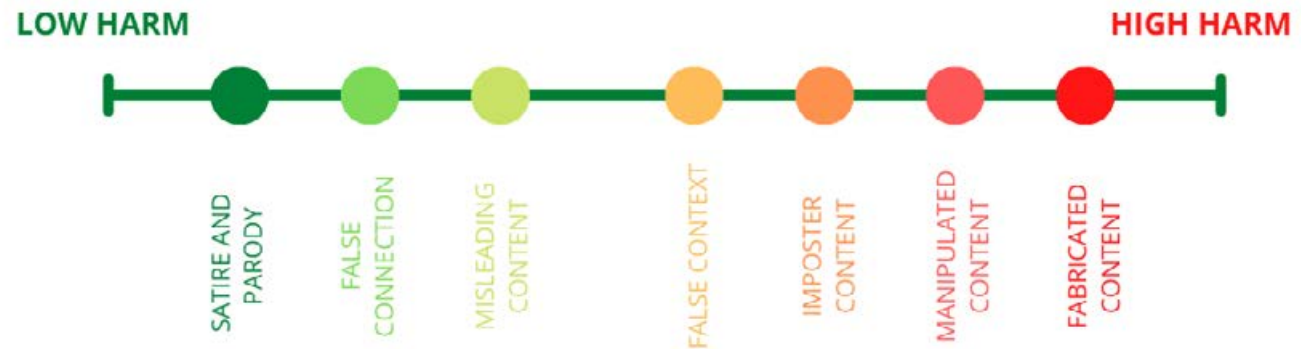 LOW HARM
HIGH HARM
SATIRE AND
PARODY
FALSE
CONNECTION
MISLEADING
CONTENT
FALSE CONTEXT
IMPOSTER
CONTENT
MANIPULATED
CONTENT
FABRICATED
CONTENT